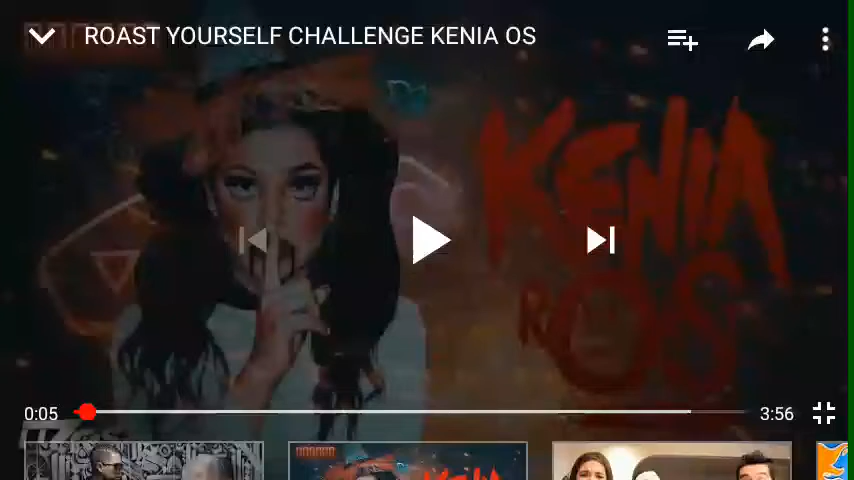 ROAST YOURSELF CHALLENGE KENIA OS
KENIA
OS
0:05
3:56